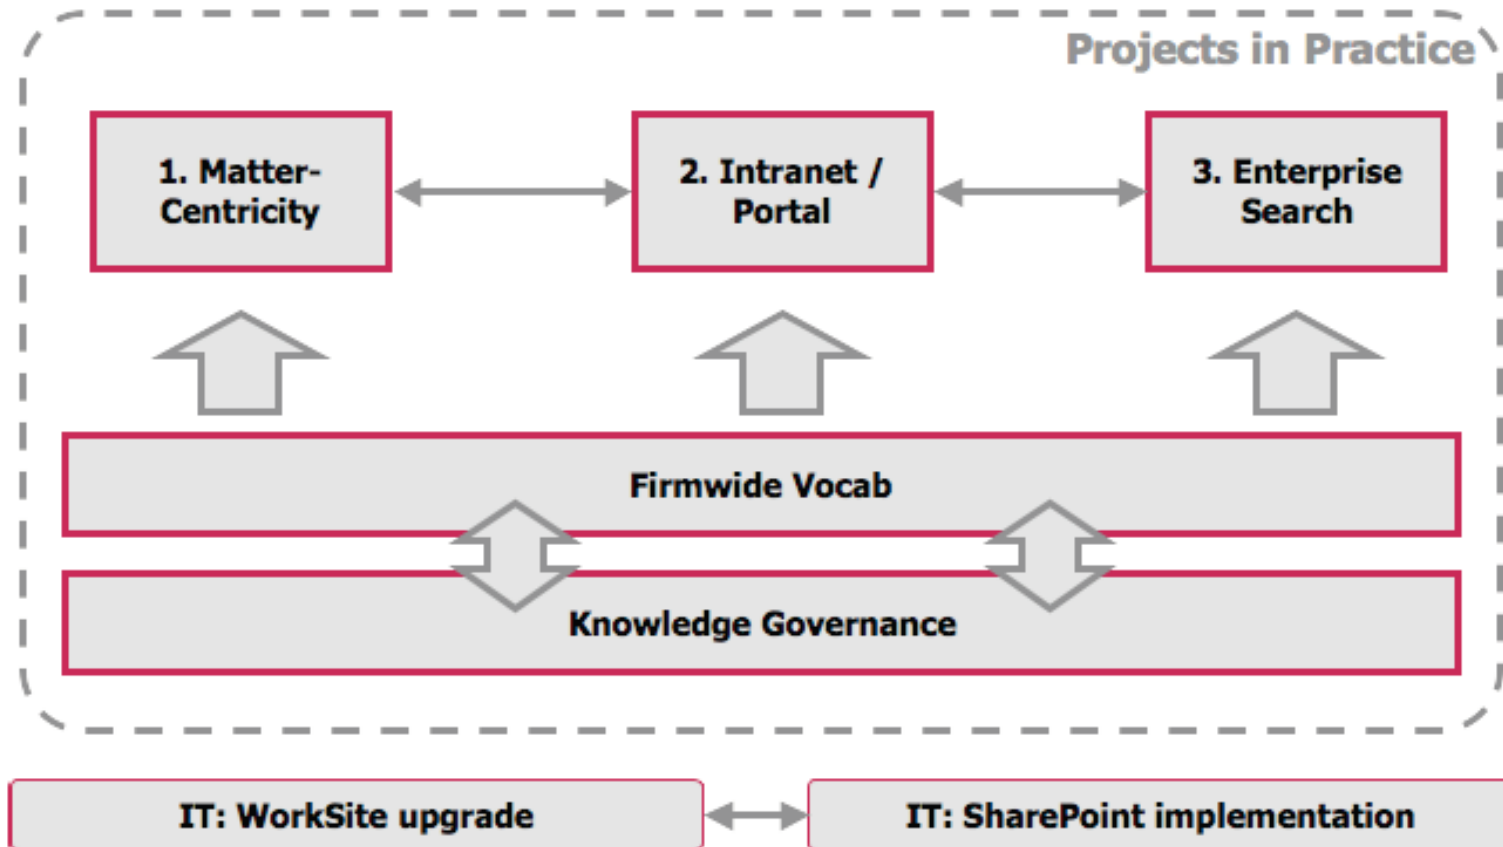 Projects in Practice
1. Matter-
Centricity
2. Intranet /
Portal
3. Enterprise
Search
Firmwide Vocab
Knowledge Governance
IT: WorkSite upgrade
IT: SharePoint implementation